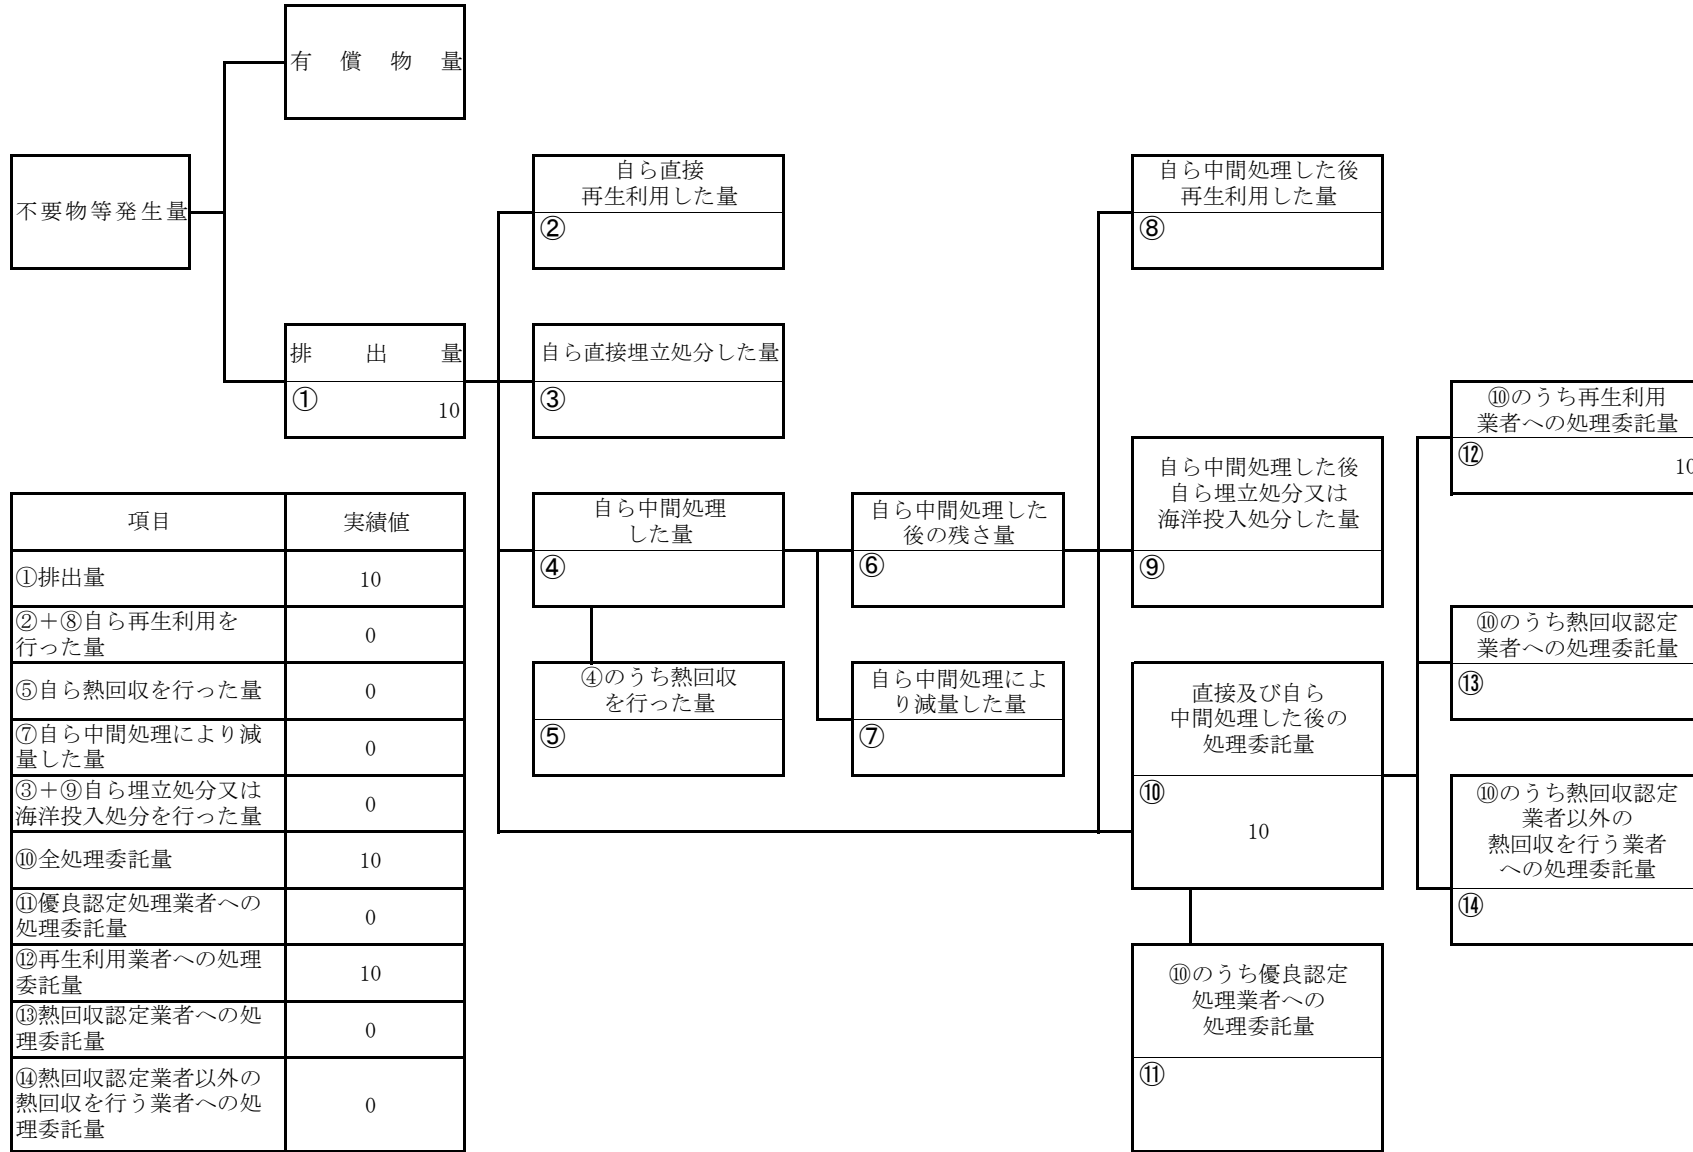 有償物量
不要物等発生量
自ら直接
再生利用した量
②
自ら中間処理した後
再生利用した量
⑧
排出量
①
10
自ら直接埋立処分した量
③
⑩のうち再生利用
業者への処理委託量
⑫
10
自ら中間処理
した量
④
自ら中間処理した
後の残さ量
⑥
自ら中間処理した後
自ら埋立処分又は
海洋投入処分した量
⑨
⑩のうち熱回収認定
業者への処理委託量
⑬
④のうち熱回収
を行った量
⑤
自ら中間処理によ
り減量した量
⑦
直接及び自ら
中間処理した後の
処理委託量
⑩
10
⑩のうち熱回収認定
業者以外の
熱回収を行う業者
への処理委託量
⑭
⑩のうち優良認定
処理業者への
処理委託量
⑪
項目 実績値
①排出量 10
②+⑧自ら再生利用を
行った量 0
⑤自ら熱回収を行った量 0
⑦自ら中間処理により減
量した量 0
③+⑨自ら埋立処分又は
海洋投入処分を行った量 0
⑩全処理委託量 10
⑪優良認定処理業者への
処理委託量 0
⑫再生利用業者への処理
委託量 10
⑬熱回収認定業者への処
理委託量 0
⑭熱回収認定業者以外の
熱回収を行う業者への処
理委託量 0